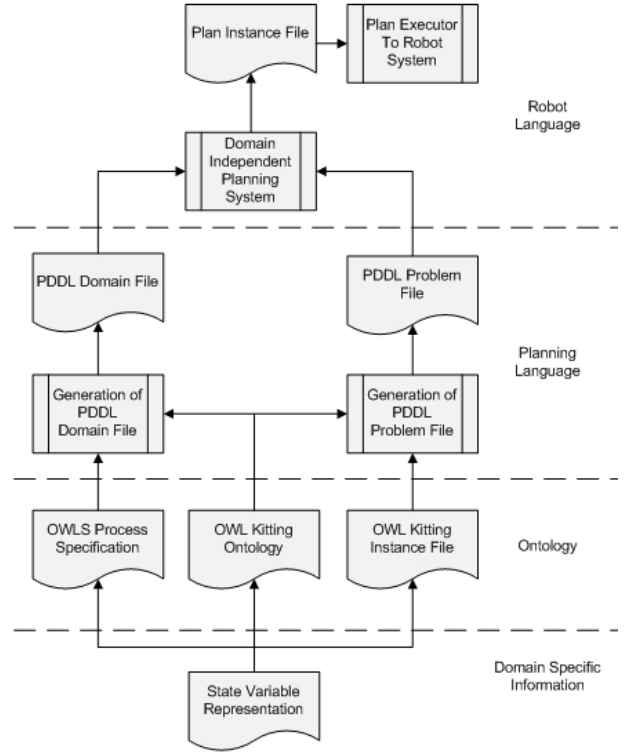 Plan Instance File
Plan Executor
To Robot
System
Robot
Language
Domain
Independent
Planning
System
PDDL Domain File
PDDL Problem
File
Planning
Language
Generation of
PDDL
Domain File
Generation of
PDDL
Problem File
OWLS Process
Specification
OWL Kitting
Ontology
OWL Kitting
Instance File
Ontology
Domain Specific
Information
State Variable
Representation